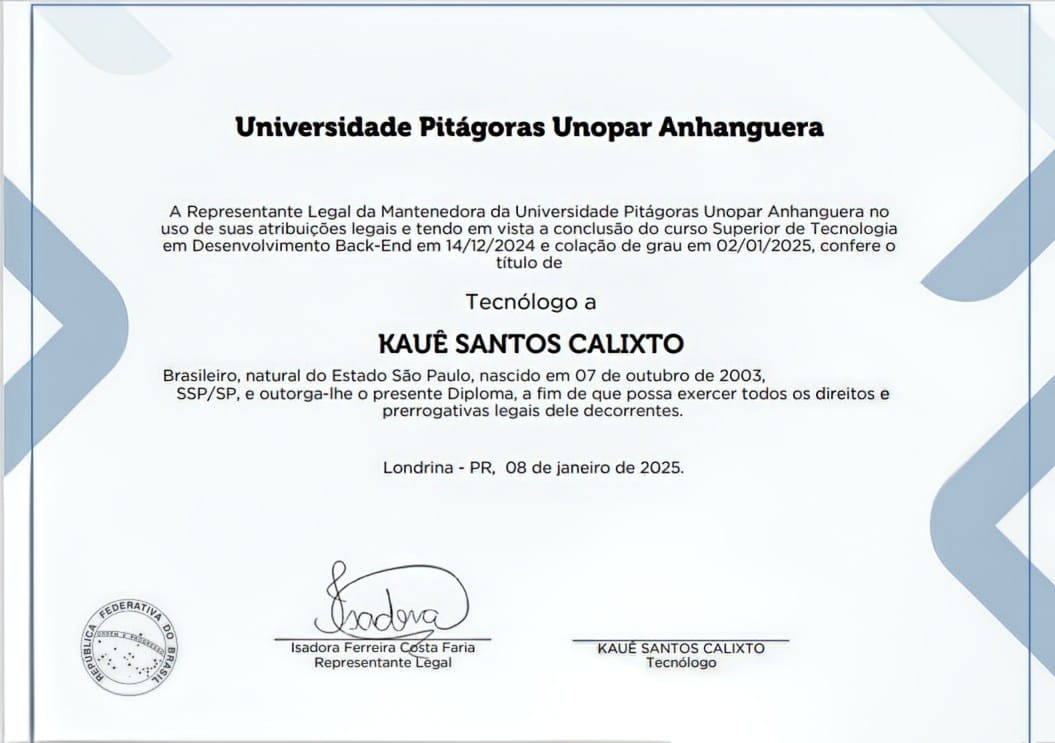 Universidade Pitágoras Unopar Anhanguera
A Representante Legal da Mantenedora da Universidade Pitágoras Unopar Anhanguera no
uso de suas atribuições legais e tendo em vista a conclusão do curso Superior de Tecnologia
em Desenvolvimento Back-End em 14/12/2024 e colação de grau em 02/01/2025, confere o
título de
Tecnólogo a
KAUÊ SANTOS CALIXTO
Brasileiro, natural do Estado São Paulo, nascido em 07 de outubro de 2003,
SSP/SP, e outorga-lhe o presente Diploma, a fim de que possa exercer todos os direitos e
prerrogativas legais dele decorrentes.
Londrina - PR, 08 de janeiro de 2025.
REPÚBLICA FEDERATIVA DO BRASIL
ORDEM E PROGRESSO
Isadora
Isadora Ferreira Costa Faria
Representante Legal
KAUÊ SANTOS CALIXTO
Tecnólogo